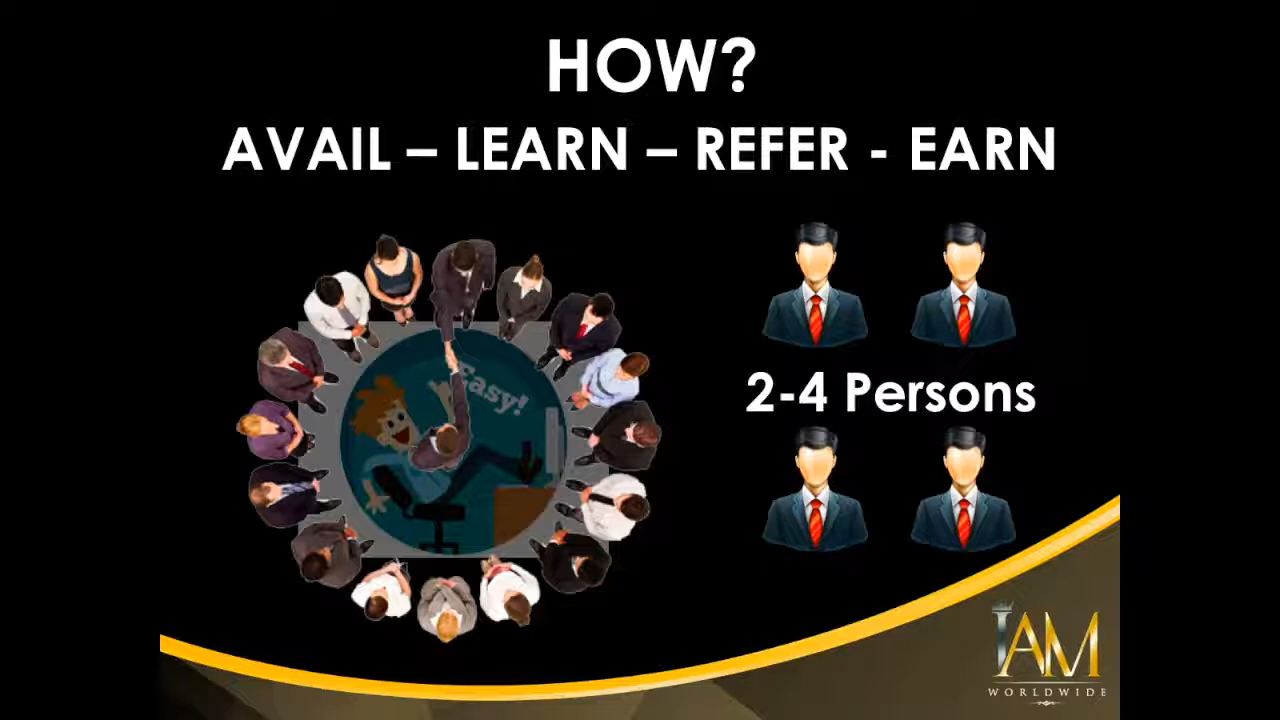 HOW?
AVAIL – LEARN – REFER - EARN
Easy!
2-4 Persons
IAM
WORLDWIDE